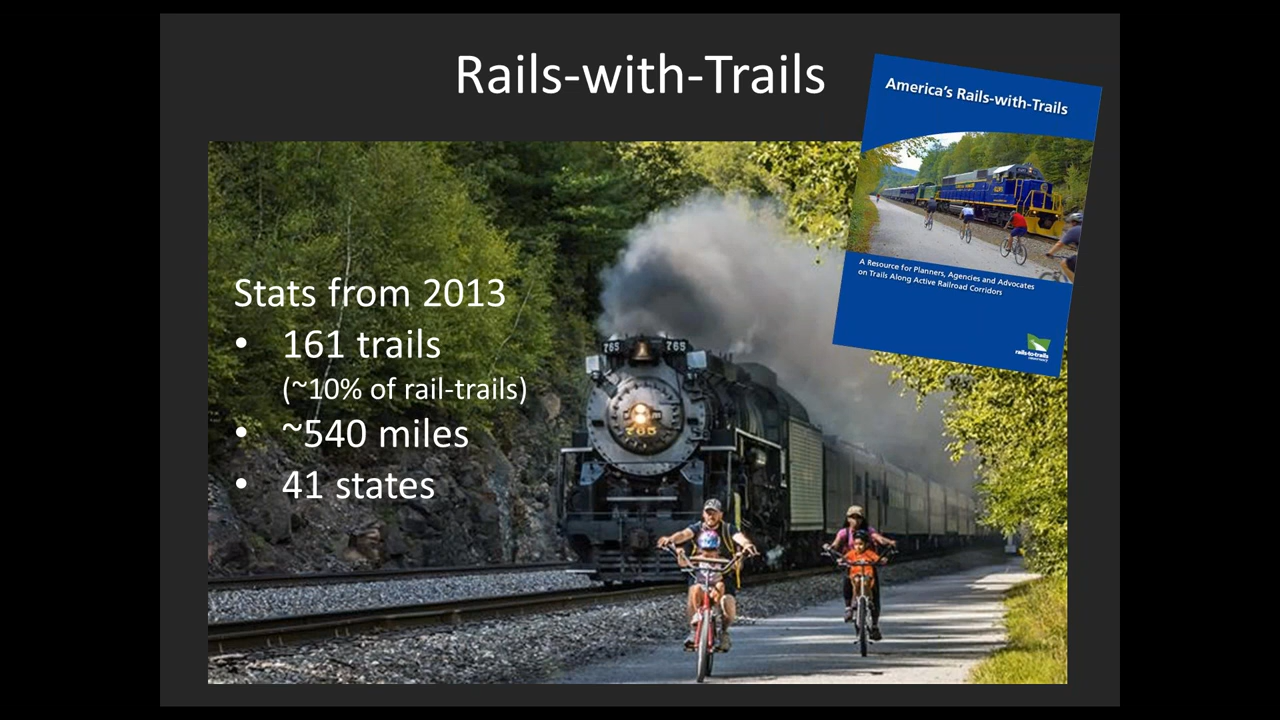 Rails-with-Trails
America's Rails-with-Trails
A Resource for Planners, Agencies and Advocates
on Trails Along Active Railroad Corridors
rails-to-trails
conservancy
Stats from 2013
• 161 trails
(~10% of rail-trails)
• ~540 miles
• 41 states
765 765
765